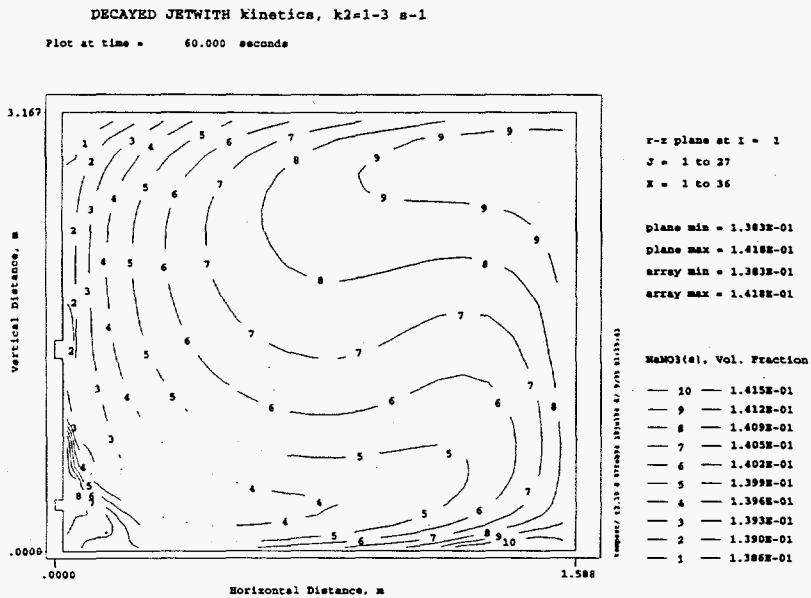 DECAYED JETWITH kinetics, k2=1-3 s-1
Plot at time = 60.000 seconds
3.167
Vertical Distance, m
.0000
.0000
1.588
Horizontal Distance, m
r-z plane at I = 1
J = 1 to 27
K = 1 to 36
plane min = 1.383E-01
plane max = 1.418E-01
array min = 1.383E-01
array max = 1.418E-01
NaNO3(s), Vol. Fraction
10 1.415E-01
9 1.412E-01
8 1.409E-01
7 1.405E-01
6 1.402E-01
5 1.399E-01
4 1.396E-01
3 1.393E-01
2 1.390E-01
1 1.386E-01